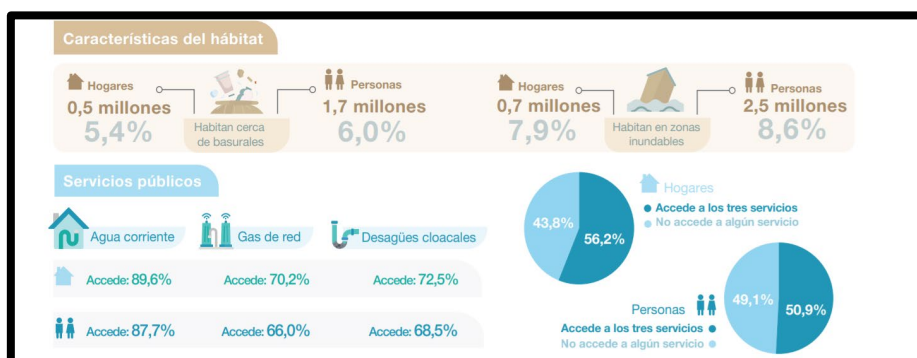 Características del hábitat
Hogares
0,5 millones
5,4%
Habitan cerca
de basurales
Personas
1,7 millones
6,0%
Hogares
0,7 millones
7,9%
Habitan en zonas
inundables
Personas
2,5 millones
8,6%
Servicios públicos
Agua corriente
Gas de red
Desagües cloacales
Accede: 89,6%
Accede: 70,2%
Accede: 72,5%
Accede: 87,7%
Accede: 66,0%
Accede: 68,5%
Hogares
Accede a los tres servicios
No accede a algún servicio
43,8%
56,2%
Personas
Accede a los tres servicios
No accede a algún servicio
49,1%
50,9%